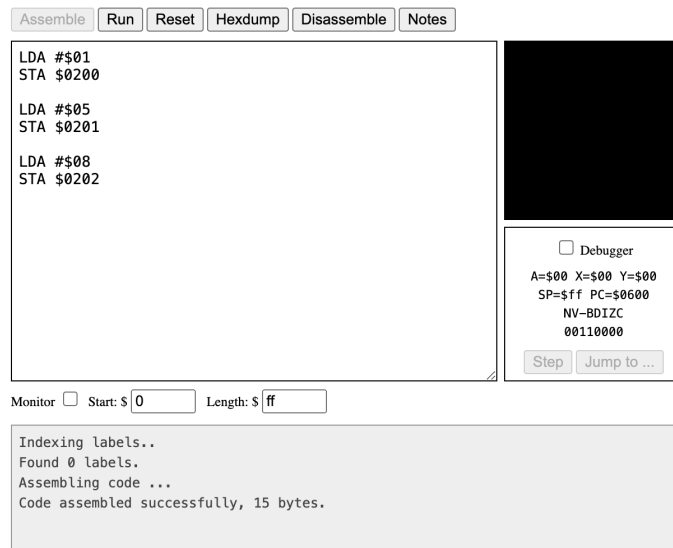 Assemble Run Reset Hexdump Disassemble Notes
LDA #$01
STA $0200
LDA #$05
STA $0201
LDA #$08
STA $0202
Debugger
A=$00 X=$00 Y=$00
SP=$ff PC=$0600
NV-BDIZC
00110000
Step Jump to ...
Monitor Start: $ 0 Length: $ ff
Indexing labels..
Found 0 labels.
Assembling code ...
Code assembled successfully, 15 bytes.